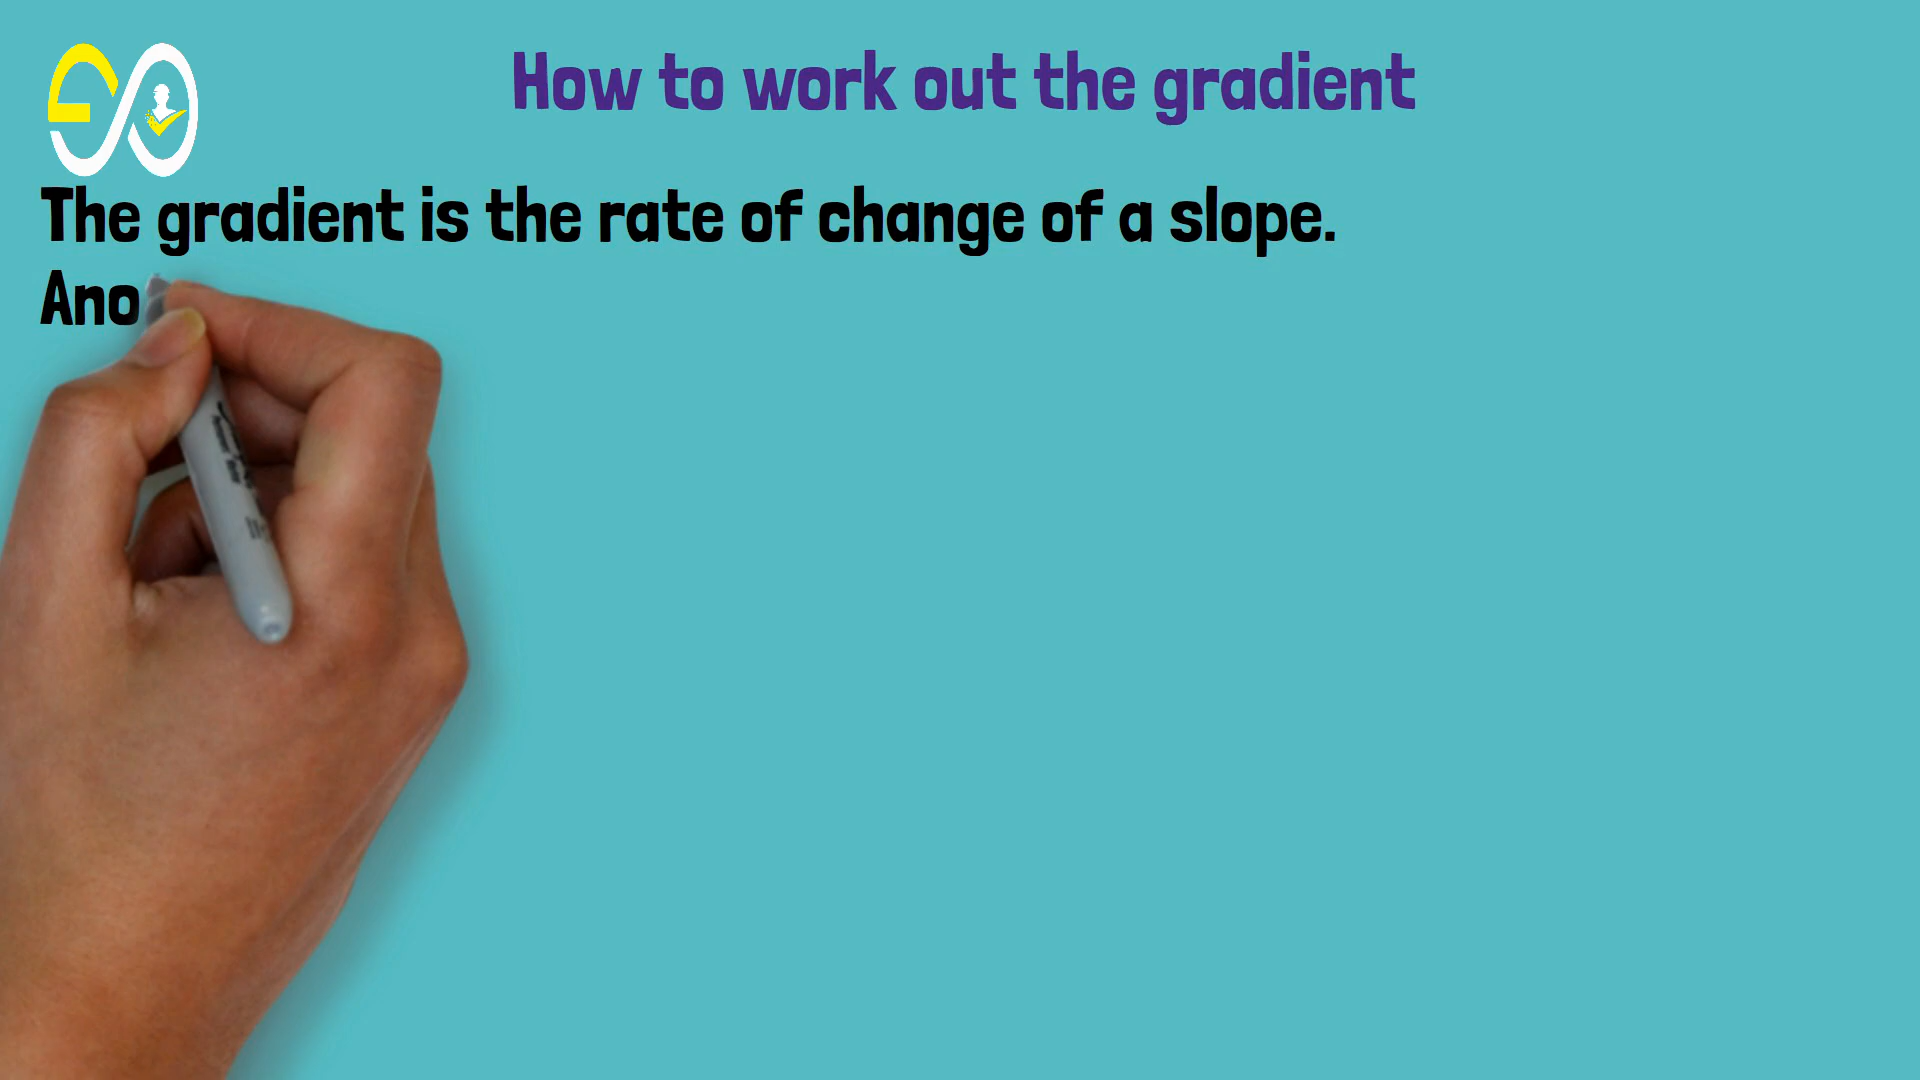 How to work out the gradient
The gradient is the rate of change of a slope.
Ano